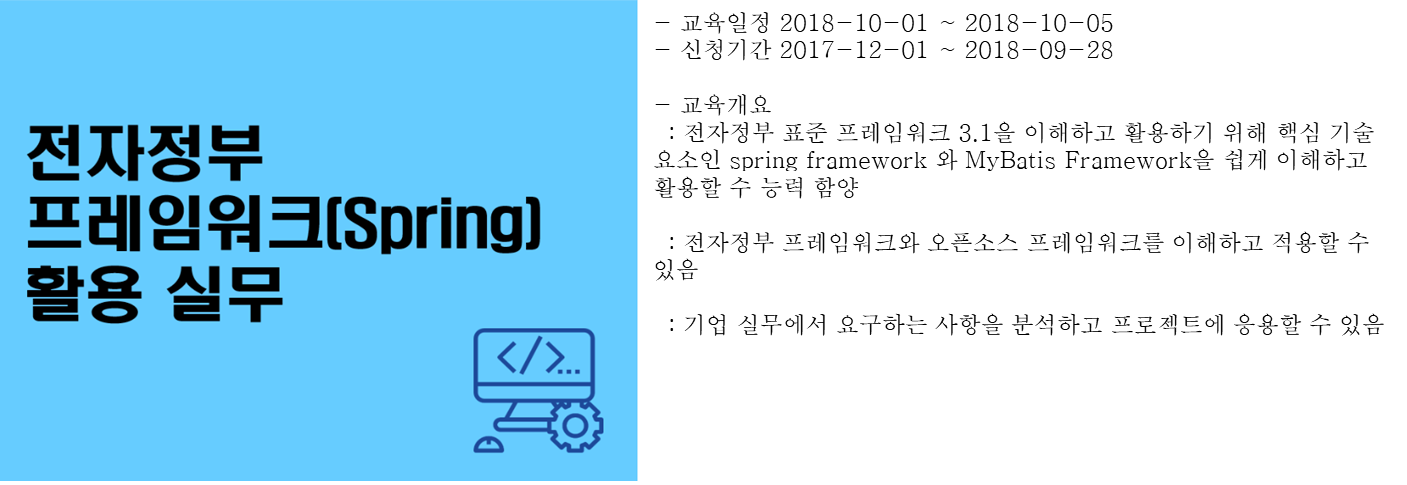 전자정부
프레임워크(Spring)
활용 실무
</>...
- 교육일정 2018-10-01 ~ 2018-10-05
- 신청기간 2017-12-01 ~ 2018-09-28
- 교육개요
: 전자정부 표준 프레임워크 3.1을 이해하고 활용하기 위해 핵심 기술
요소인 spring framework 와 MyBatis Framework을 쉽게 이해하고
활용할 수 능력 함양
: 전자정부 프레임워크와 오픈소스 프레임워크를 이해하고 적용할 수
있음
: 기업 실무에서 요구하는 사항을 분석하고 프로젝트에 응용할 수 있음